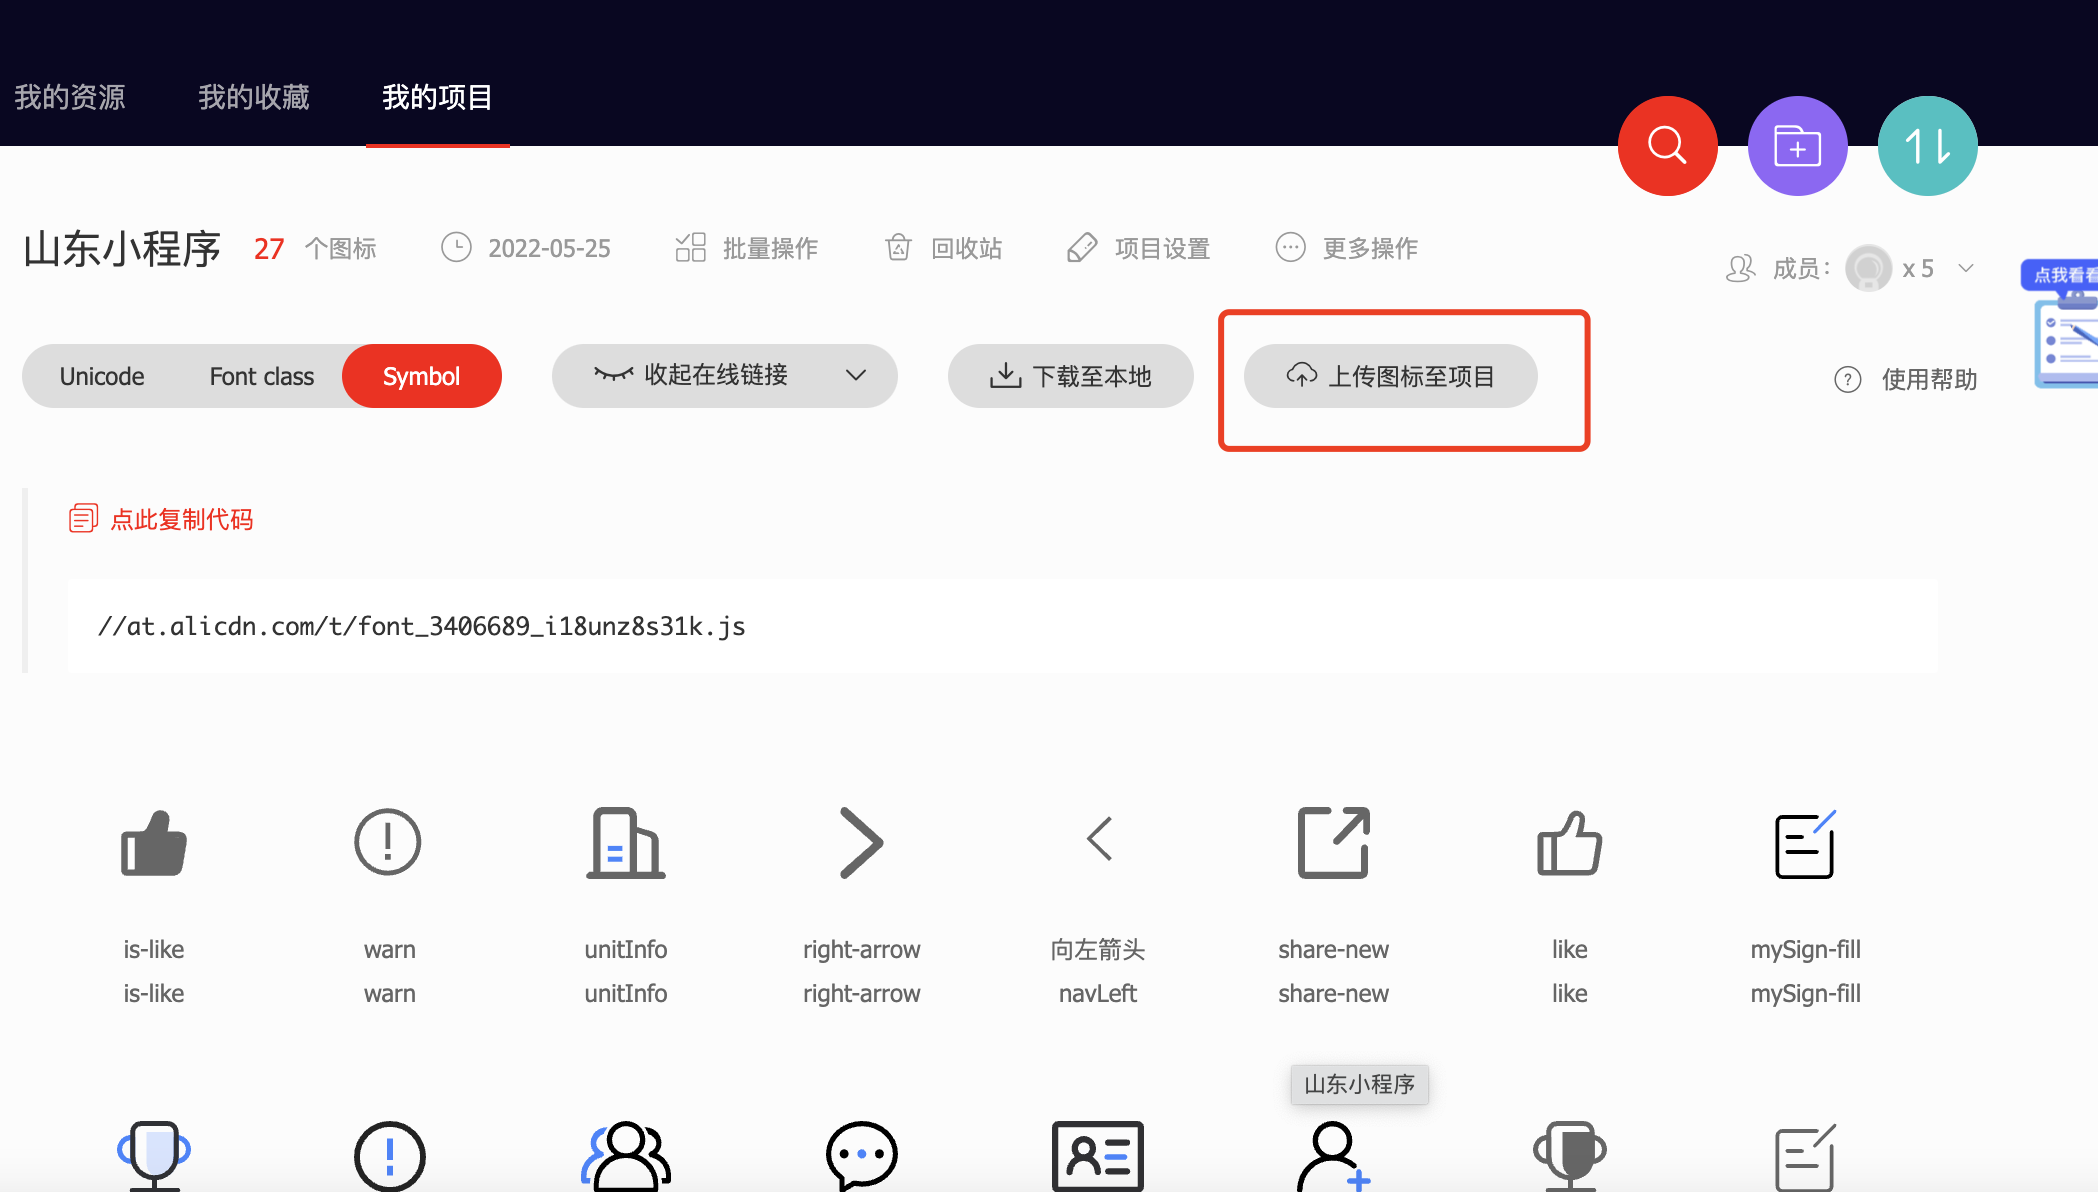 我的资源 我的收藏 我的项目
山东小程序 27 个图标 2022-05-25 批量操作 回收站 项目设置 更多操作
成员： x 5
点我看看
Unicode Font class Symbol 收起在线链接 下载至本地 上传图标至项目 ? 使用帮助
点此复制代码
//at.alicdn.com/t/font_3406689_i18unz8s31k.js
is-like warn unitInfo right-arrow 向左箭头 share-new like mySign-fill
is-like warn unitInfo right-arrow navLeft share-new like mySign-fill
山东小程序